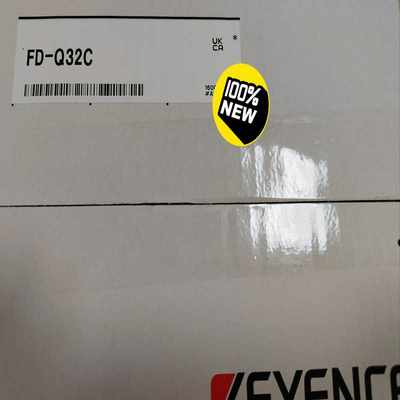 UK
CA
FD-Q32C
100%
NEW
KEYENCE